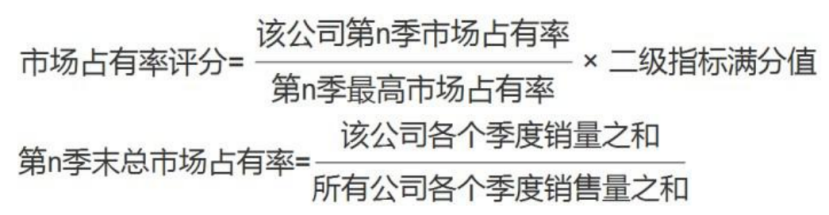 该公司第n季市场占有率
市场占有率评分= × 二级指标满分值
第n季最高市场占有率
该公司各个季度销量之和
第n季末总市场占有率=
所有公司各个季度销售量之和